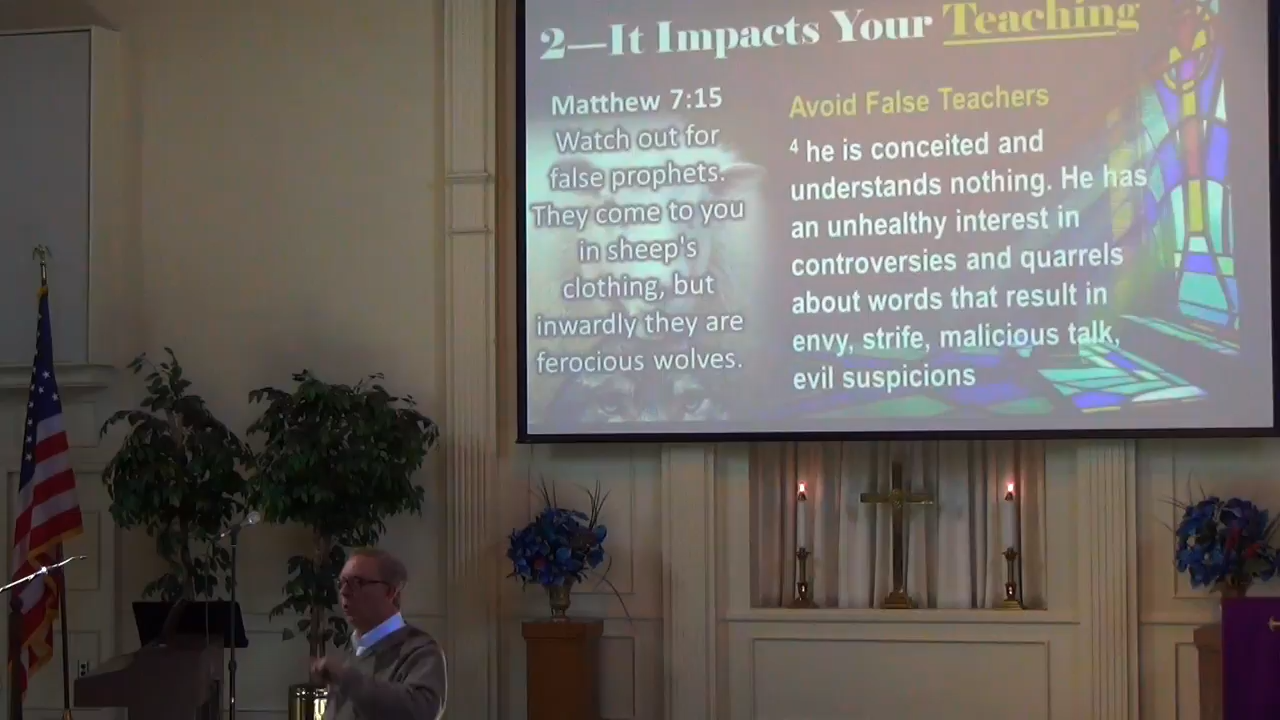 2—It Impacts Your Teaching
Matthew 7:15
Watch out for
false prophets.
They come to you
in sheep's
clothing, but
inwardly they are
ferocious wolves.
Avoid False Teachers
4 he is conceited and
understands nothing. He has
an unhealthy interest in
controversies and quarrels
about words that result in
envy, strife, malicious talk,
evil suspicions